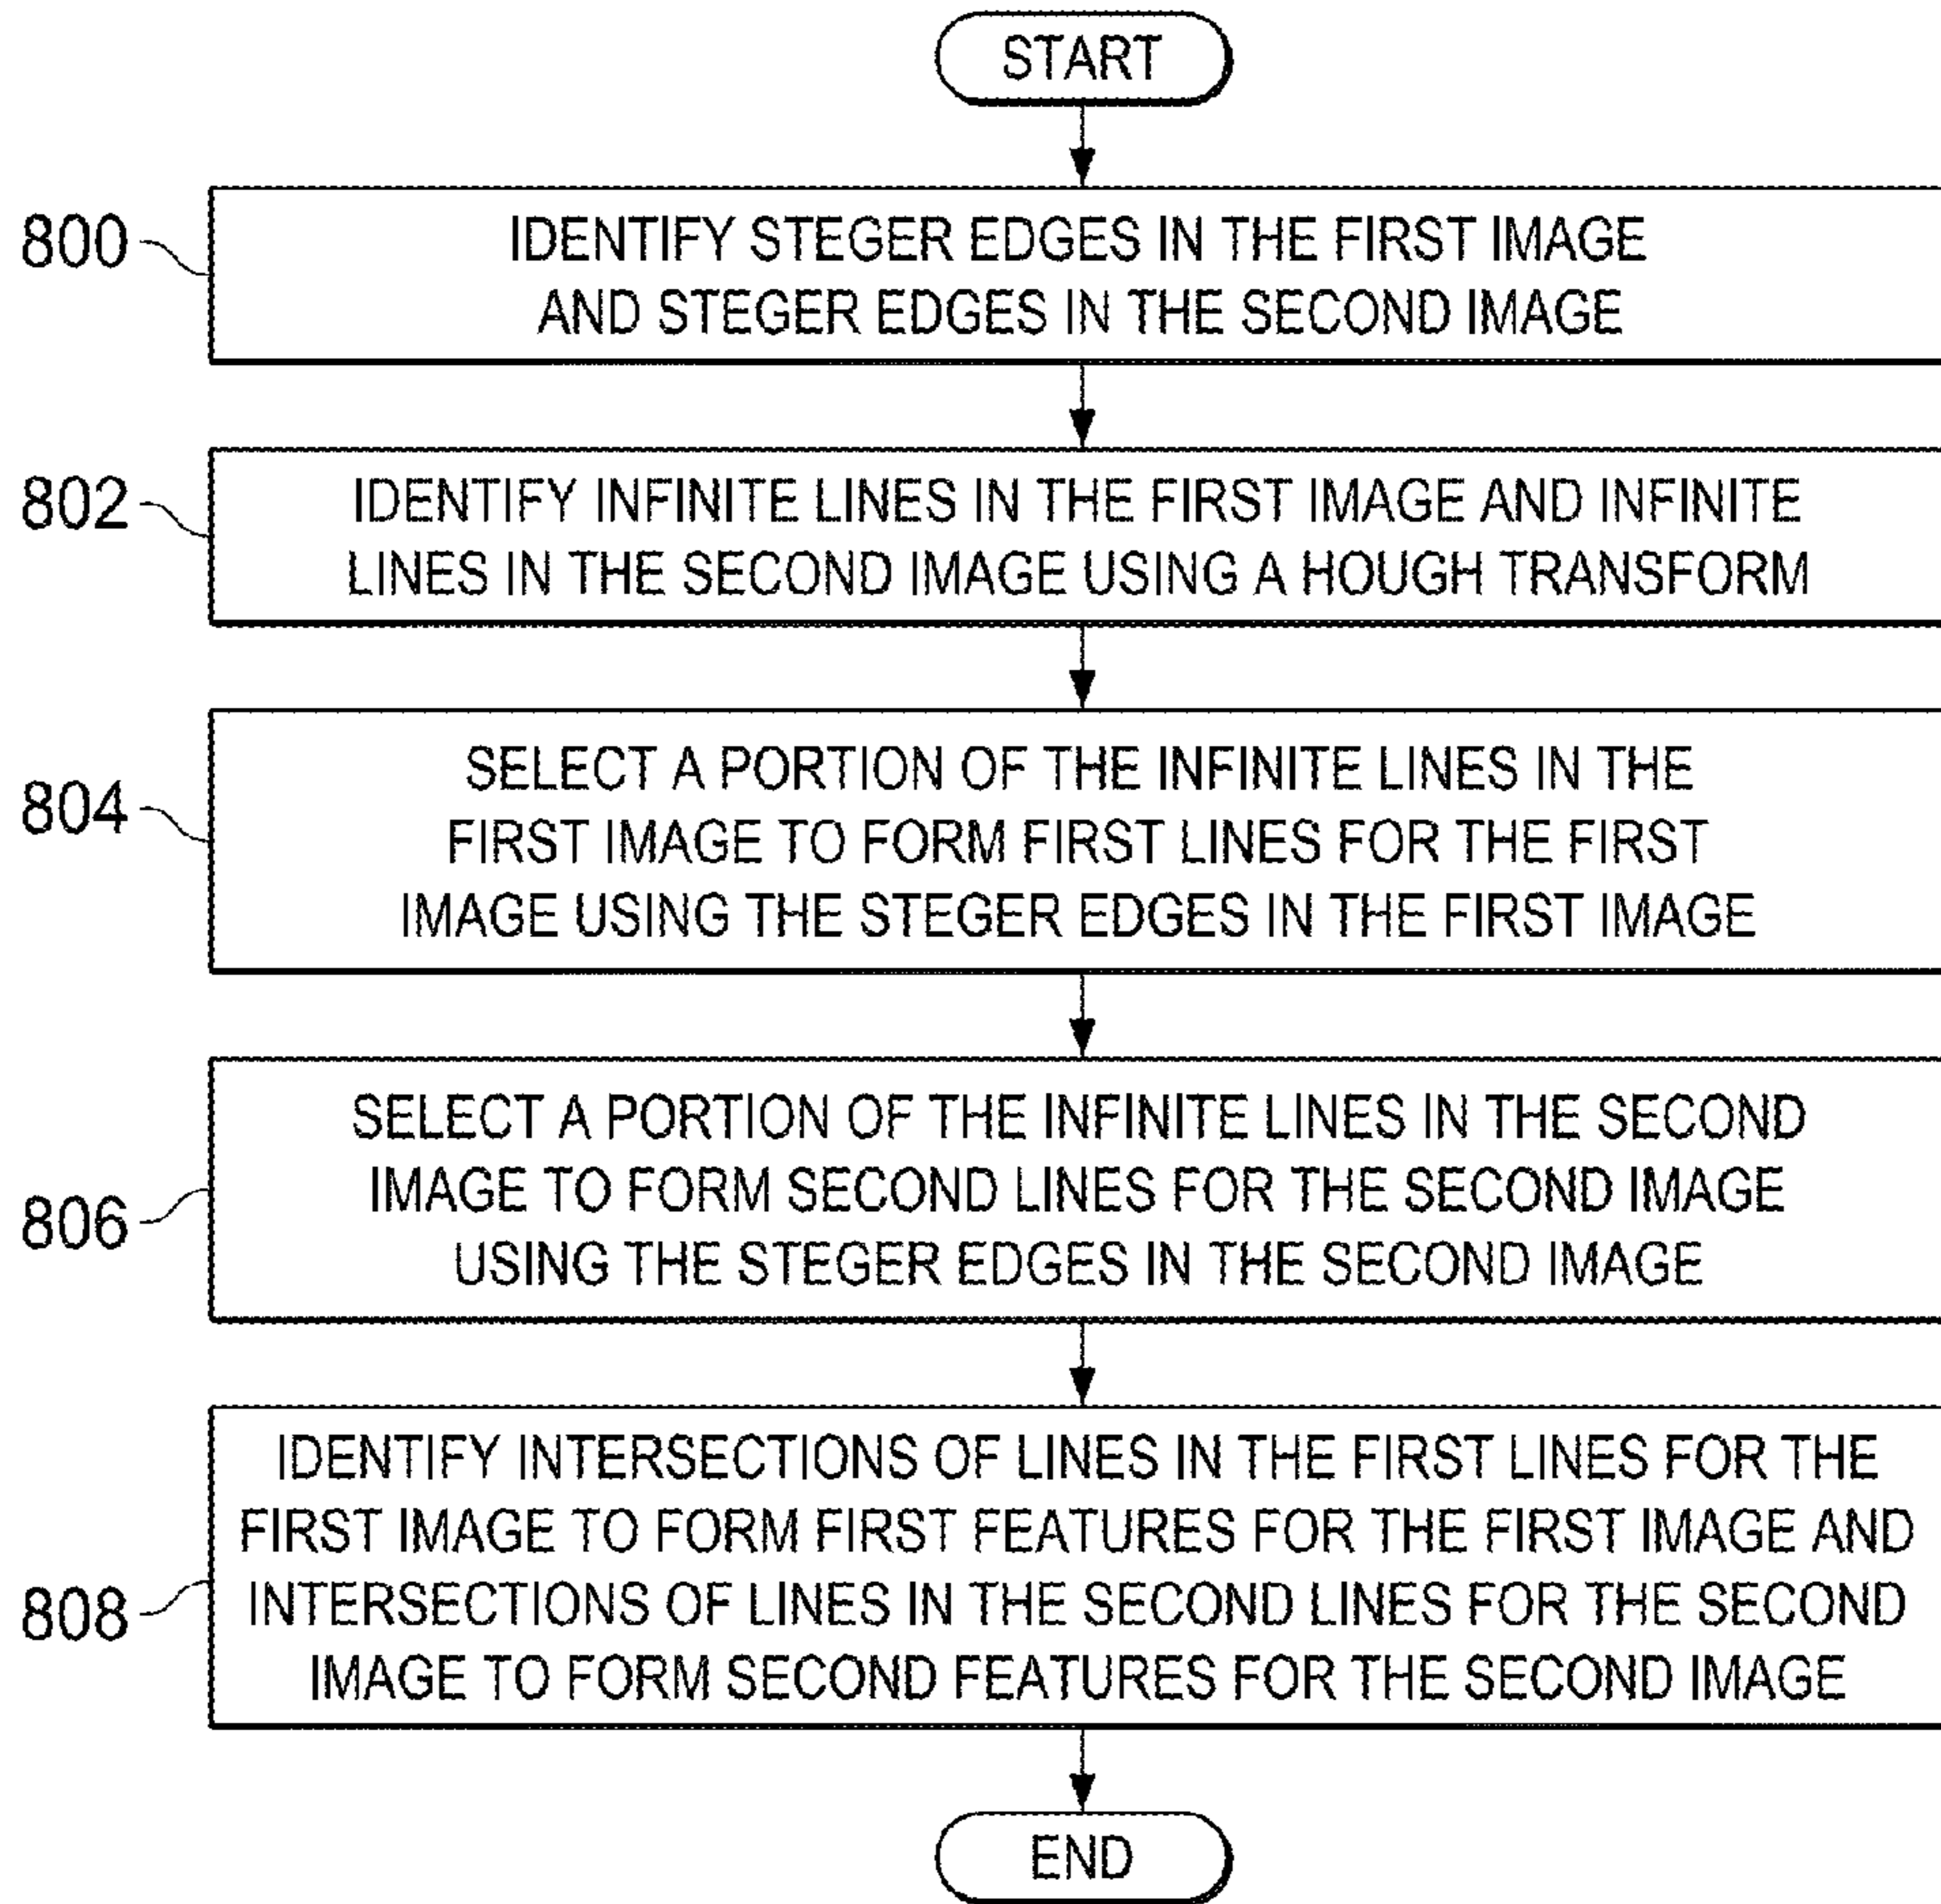 START
800
IDENTIFY STEGER EDGES IN THE FIRST IMAGE
AND STEGER EDGES IN THE SECOND IMAGE
802
IDENTIFY INFINITE LINES IN THE FIRST IMAGE AND INFINITE
LINES IN THE SECOND IMAGE USING A HOUGH TRANSFORM
804
SELECT A PORTION OF THE INFINITE LINES IN THE
FIRST IMAGE TO FORM FIRST LINES FOR THE FIRST
IMAGE USING THE STEGER EDGES IN THE FIRST IMAGE
806
SELECT A PORTION OF THE INFINITE LINES IN THE SECOND
IMAGE TO FORM SECOND LINES FOR THE SECOND IMAGE
USING THE STEGER EDGES IN THE SECOND IMAGE
808
IDENTIFY INTERSECTIONS OF LINES IN THE FIRST LINES FOR THE
FIRST IMAGE TO FORM FIRST FEATURES FOR THE FIRST IMAGE AND
INTERSECTIONS OF LINES IN THE SECOND LINES FOR THE SECOND
IMAGE TO FORM SECOND FEATURES FOR THE SECOND IMAGE
END